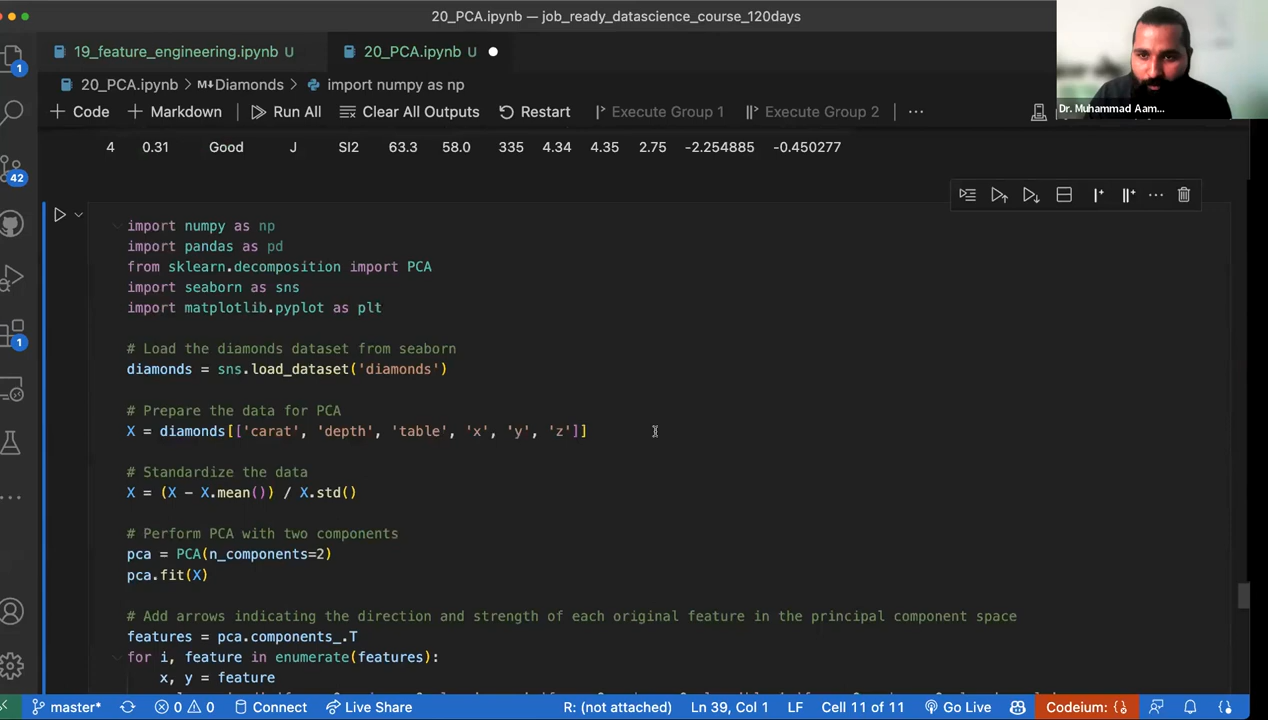 20_PCA.ipynb — job_ready_datascience_course_120days
19_feature_engineering.ipynb U
20_PCA.ipynb U
20_PCA.ipynb > M↓Diamonds > import numpy as np
+ Code + Markdown Run All Clear All Outputs Restart Execute Group 1 Execute Group 2 ...
Dr. Muhammad Aam...
1
42
1
4 0.31 Good J SI2 63.3 58.0 335 4.34 4.35 2.75 -2.254885 -0.450277
import numpy as np
import pandas as pd
from sklearn.decomposition import PCA
import seaborn as sns
import matplotlib.pyplot as plt
# Load the diamonds dataset from seaborn
diamonds = sns.load_dataset('diamonds')
# Prepare the data for PCA
X = diamonds[['carat', 'depth', 'table', 'x', 'y', 'z']]
# Standardize the data
X = (X - X.mean()) / X.std()
# Perform PCA with two components
pca = PCA(n_components=2)
pca.fit(X)
# Add arrows indicating the direction and strength of each original feature in the principal component space
features = pca.components_.T
for i, feature in enumerate(features):
x, y = feature
master* 0 0 Connect Live Share R: (not attached) Ln 39, Col 1 LF Cell 11 of 11 Go Live Codeium: {}